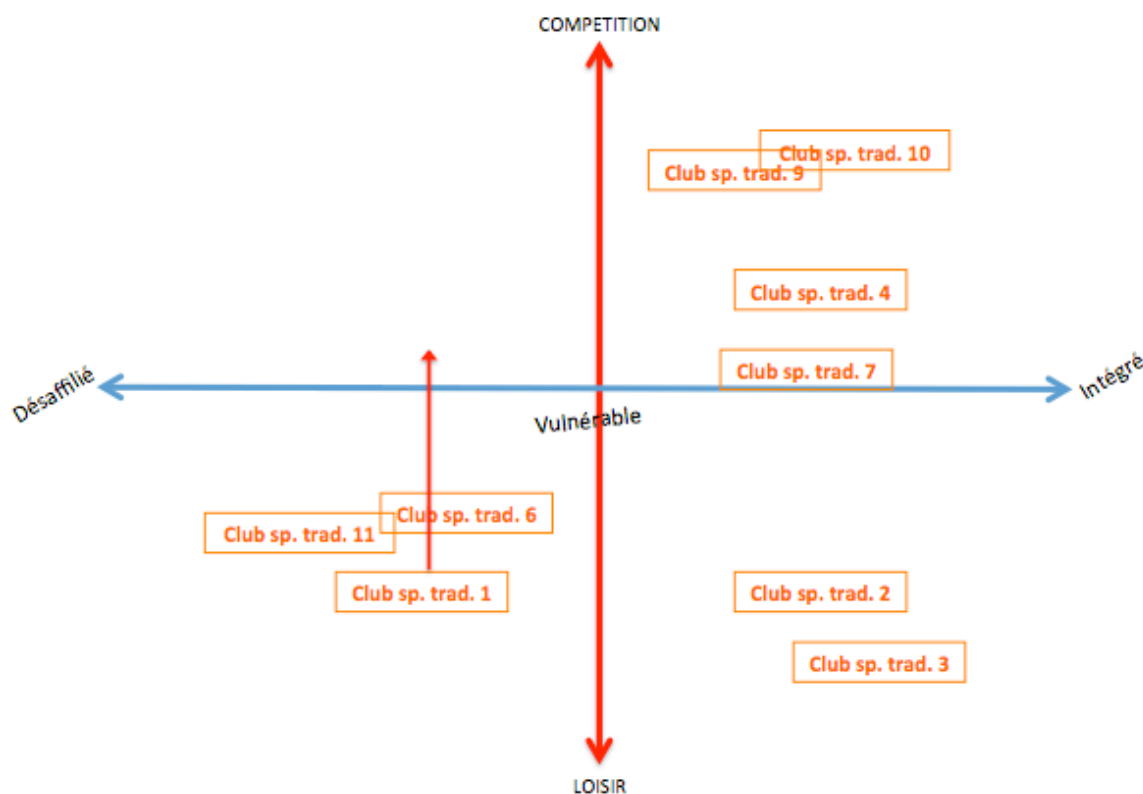 COMPETITION
Club sp. trad. 10
Club sp. trad. 9
Club sp. trad. 4
Club sp. trad. 7
Désaffilié
Intégré
Vulnérable
Club sp. trad. 6
Club sp. trad. 11
Club sp. trad. 1
Club sp. trad. 2
Club sp. trad. 3
LOISIR